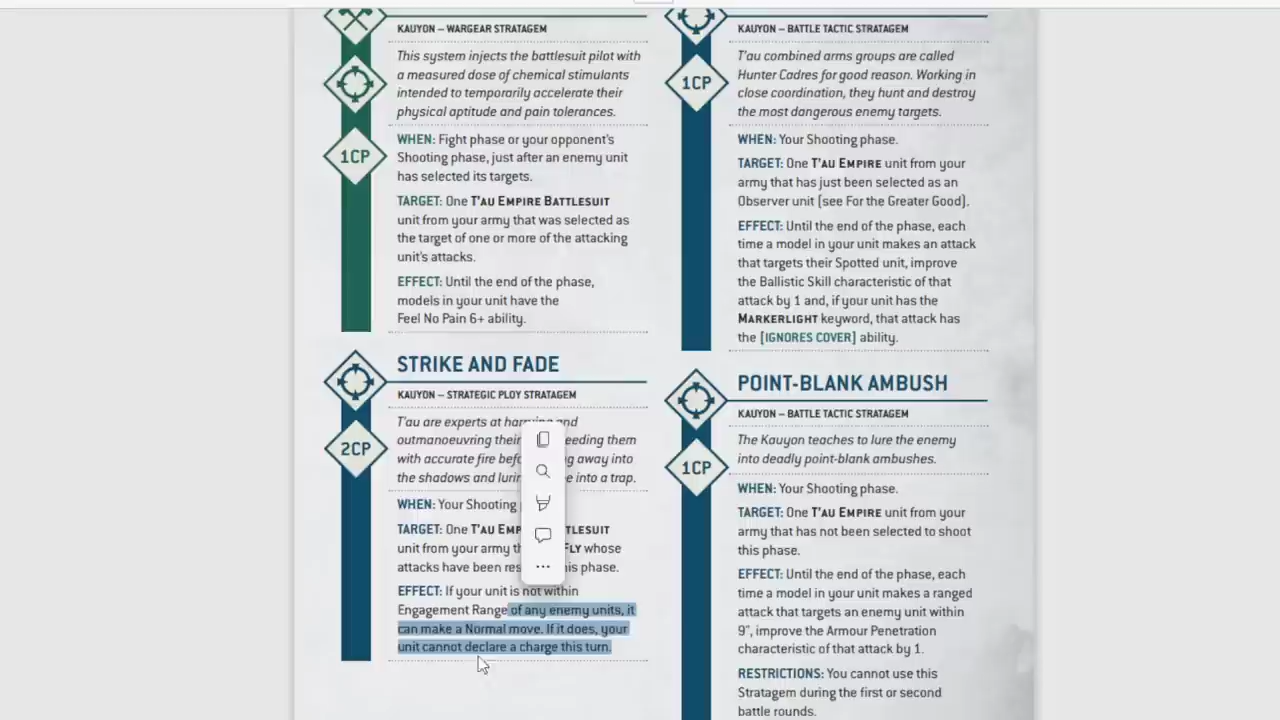 KAUYON – WARGEAR STRATAGEM
This system injects the battlesuit pilot with
a measured dose of chemical stimulants
intended to temporarily accelerate their
physical aptitude and pain tolerances.
1CP
WHEN: Fight phase or your opponent's
Shooting phase, just after an enemy unit
has selected its targets.
TARGET: One T'AU EMPIRE BATTLESUIT
unit from your army that was selected as
the target of one or more of the attacking
unit's attacks.
EFFECT: Until the end of the phase,
models in your unit have the
Feel No Pain 6+ ability.
STRIKE AND FADE
KAUYON – STRATEGIC PLOY STRATAGEM
2CP
T'au are experts at and
outmanoeuvring their eeding them
with accurate fire away into
the shadows and e into a trap.
WHEN: Your Shooting
TARGET: One T'AU
unit from your army FLY whose
attacks have been his phase.
EFFECT: If your unit is not within
Engagement Range of any enemy units, it
can make a Normal move. If it does, your
unit cannot declare a charge this turn.
KAUYON – BATTLE TACTIC STRATAGEM
1CP
T'au combined arms groups are called
Hunter Cadres for good reason. Working in
close coordination, they hunt and destroy
the most dangerous enemy targets.
WHEN: Your Shooting phase.
TARGET: One T'AU EMPIRE unit from your
army that has just been selected as an
Observer unit (see For the Greater Good).
EFFECT: Until the end of the phase, each
time a model in your unit makes an attack
that targets their Spotted unit, improve
the Ballistic Skill characteristic of that
attack by 1 and, if your unit has the
MARKERLIGHT keyword, that attack has
the [IGNORES COVER] ability.
POINT-BLANK AMBUSH
KAUYON – BATTLE TACTIC STRATAGEM
1CP
The Kauyon teaches to lure the enemy
into deadly point-blank ambushes.
WHEN: Your Shooting phase.
TARGET: One T'AU EMPIRE unit from your
army that has not been selected to shoot
this phase.
EFFECT: Until the end of the phase, each
time a model in your unit makes a ranged
attack that targets an enemy unit within
9", improve the Armour Penetration
characteristic of that attack by 1.
RESTRICTIONS: You cannot use this
Stratagem during the first or second
battle rounds.